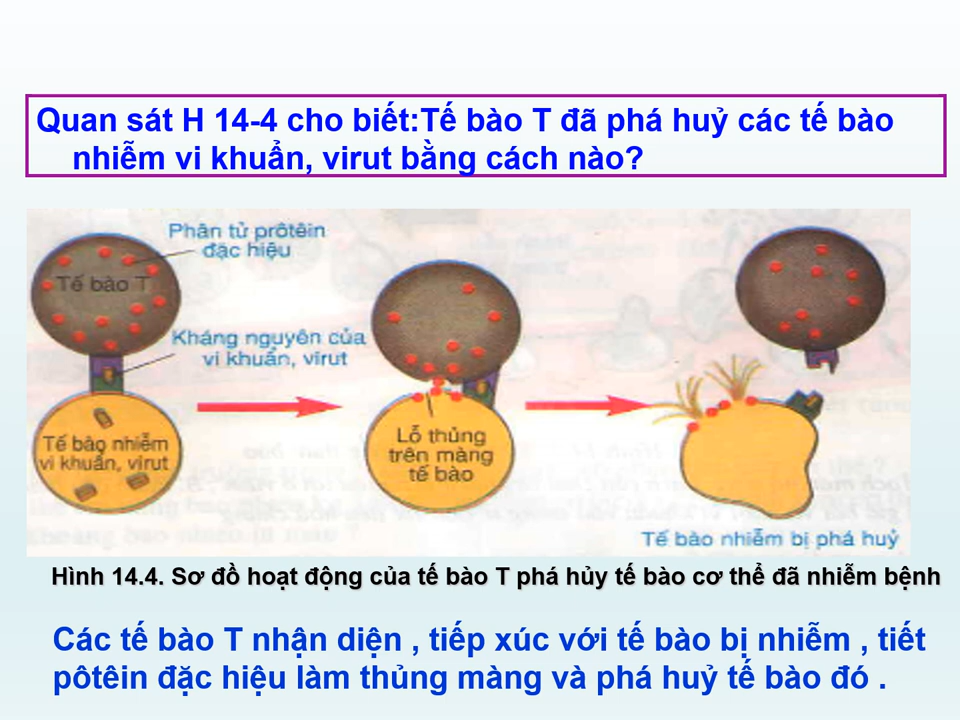 Quan sát H 14-4 cho biết:Tế bào T đã phá huỷ các tế bào
nhiễm vi khuẩn, virut bằng cách nào?
Phân tử prôtêin
đặc hiệu
Tế bào T
Kháng nguyên của
vi khuẩn, virut
Tế bào nhiễm
vi khuẩn, virut
Lỗ thủng
trên màng
tế bào
Tế bào nhiễm bị phá huỷ
Hình 14.4. Sơ đồ hoạt động của tế bào T phá hủy tế bào cơ thể đã nhiễm bệnh
Các tế bào T nhận diện , tiếp xúc với tế bào bị nhiễm , tiết
pôtêin đặc hiệu làm thủng màng và phá huỷ tế bào đó .